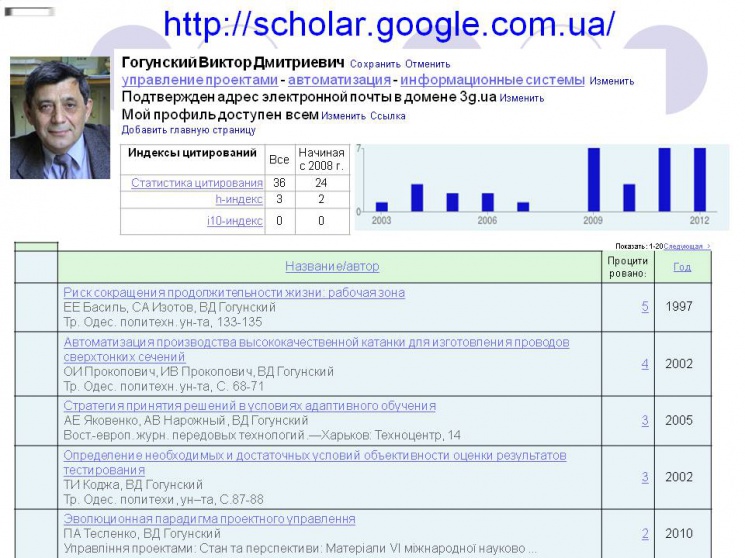 http://scholar.google.com.ua/
Гогунский Виктор Дмитриевич Сохранить Отменить
управление проектами - автоматизация - информационные системы Изменить
Подтвержден адрес электронной почты в домене 3g.ua Изменить
Мой профиль доступен всем Изменить Ссылка
Добавить главную страницу
Индексы цитирований Все Начиная с 2008 г.
Статистика цитирования 36 24
h-индекс 3 2
i10-индекс 0 0
7
0
2003 2006 2009 2012
Показать: 1-20 Следующая >
Название/автор Процитировано: Год
Риск сокращения продолжительности жизни: рабочая зона 5 1997
ЕЕ Басиль, СА Изотов, ВД Гогунский
Тр. Одес. политехн. ун-та, 133-135
Автоматизация производства высококачественной катанки для изготовления проводов
сверхтонких сечений 4 2002
ОИ Прокопович, ИВ Прокопович, ВД Гогунский
Тр. Одес. политехн. ун-та, С. 68-71
Стратегия принятия решений в условиях адаптивного обучения 3 2005
АЕ Яковенко, АВ Нарожный, ВД Гогунский
Вост.-европ. журн. передовых технологий.—Харьков: Техноцентр, 14
Определение необходимых и достаточных условий объективности оценки результатов
тестирования 3 2002
ТИ Коджа, ВД Гогунский
Тр. Одес. политехи, ун–та, С.87-88
Эволюционная парадигма проектного управления 2 2010
ПА Тесленко, ВД Гогунский
Управління проектами: Стан та перспективи: Матеріали VI міжнародної науково ...